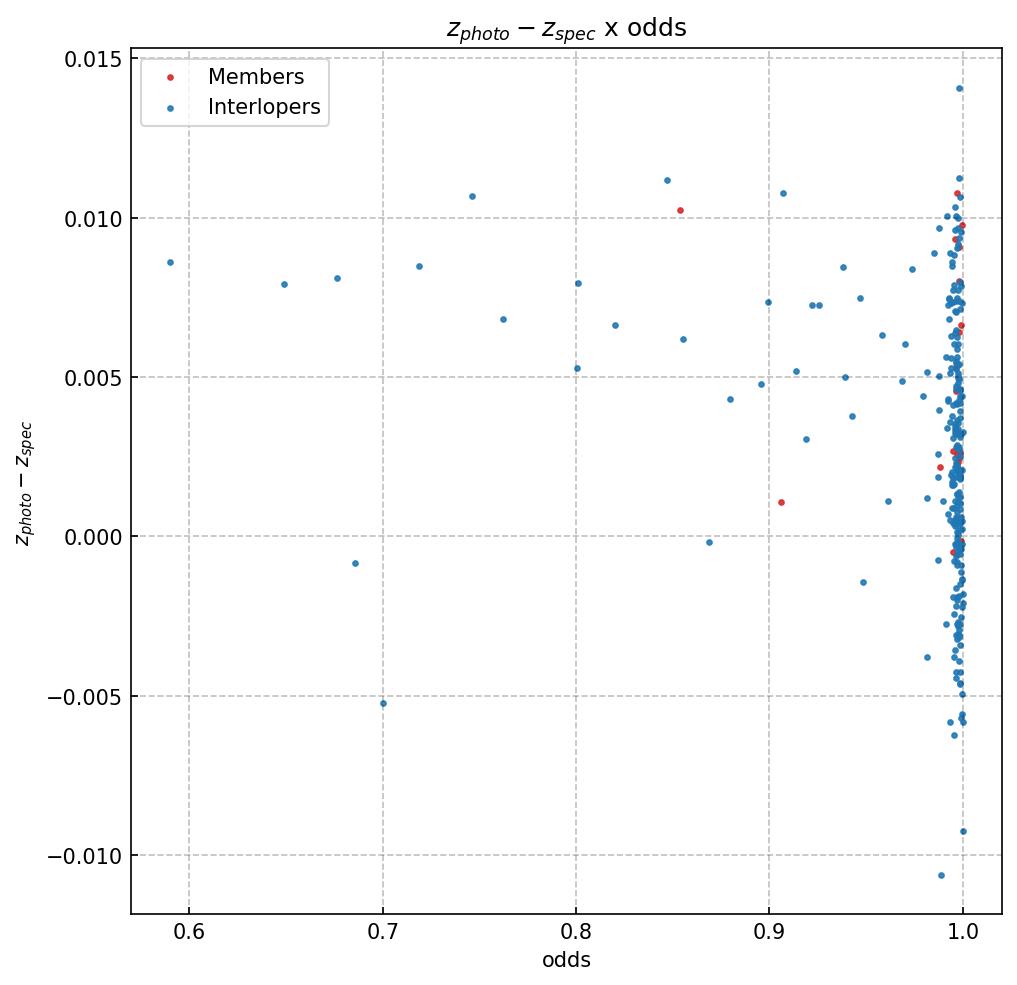 z_photo − z_spec x odds
Members
Interlopers
z_photo − z_spec
0.015
0.010
0.005
0.000
−0.005
−0.010
0.6 0.7 0.8 0.9 1.0
odds